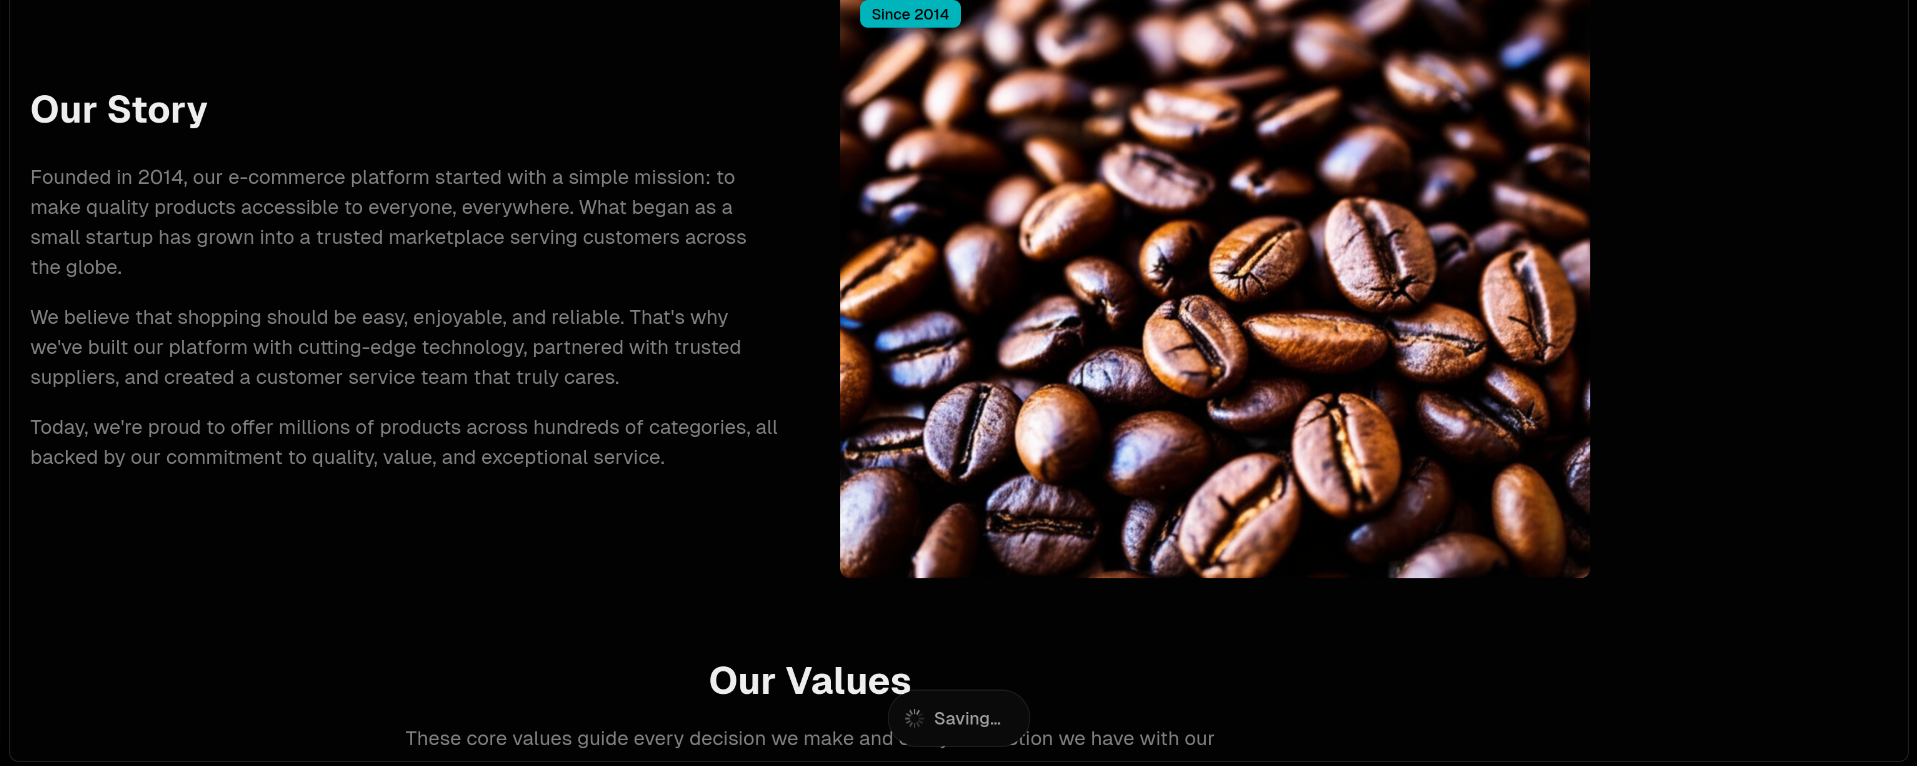 Since 2014
Our Story
Founded in 2014, our e-commerce platform started with a simple mission: to
make quality products accessible to everyone, everywhere. What began as a
small startup has grown into a trusted marketplace serving customers across
the globe.
We believe that shopping should be easy, enjoyable, and reliable. That's why
we've built our platform with cutting-edge technology, partnered with trusted
suppliers, and created a customer service team that truly cares.
Today, we're proud to offer millions of products across hundreds of categories, all
backed by our commitment to quality, value, and exceptional service.
Our Values
Saving...
These core values guide every decision we make and we have with our